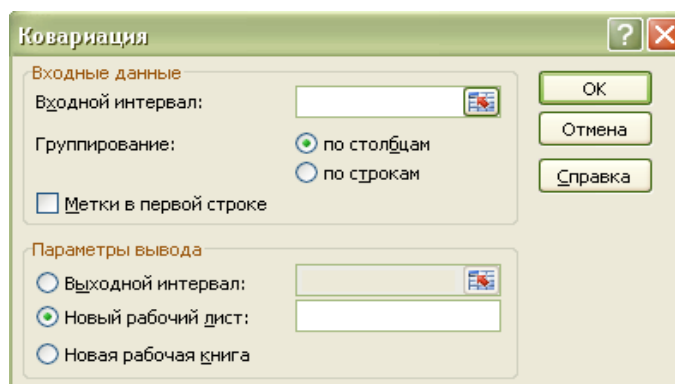 Ковариация
Входные данные
Входной интервал:
Группирование:
по столбцам
по строкам
Метки в первой строке
ОК
Отмена
Справка
Параметры вывода
Выходной интервал:
Новый рабочий лист:
Новая рабочая книга